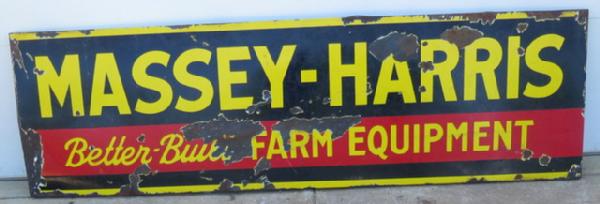 MASSEY-HARRIS
Better-Built FARM EQUIPMENT